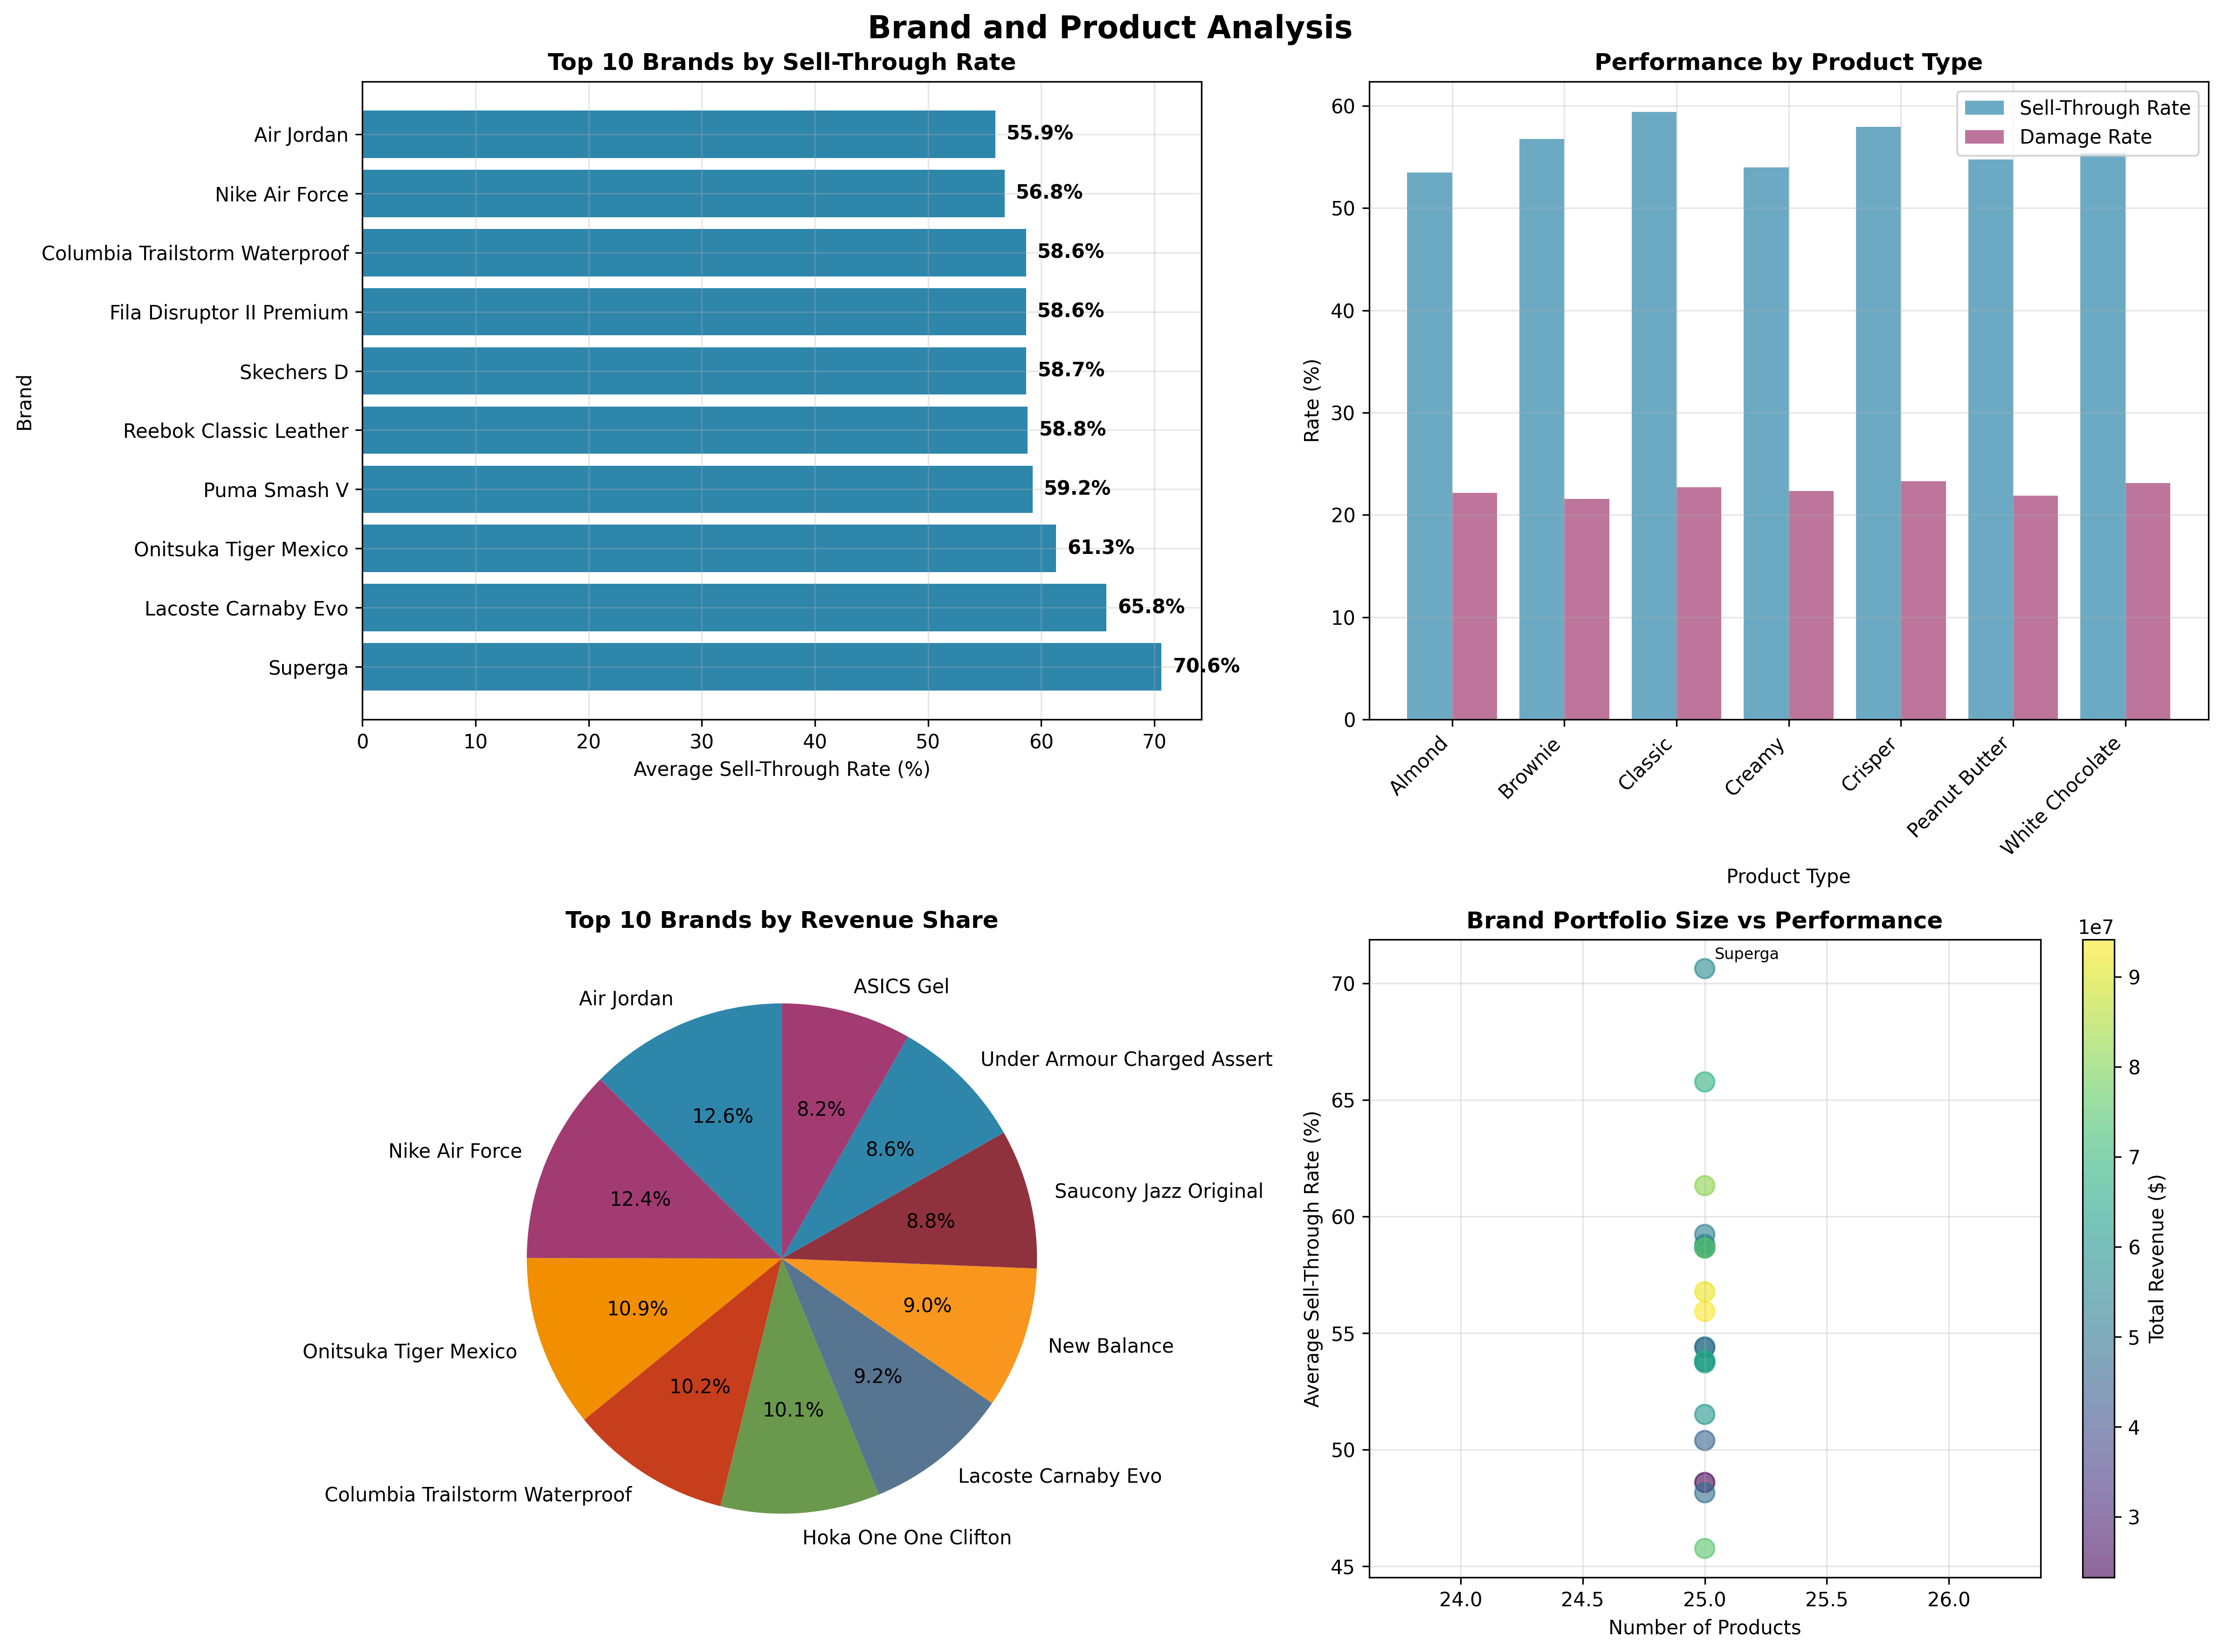 Brand and Product Analysis
Top 10 Brands by Sell-Through Rate
Brand
Air Jordan
55.9%
Nike Air Force
56.8%
Columbia Trailstorm Waterproof
58.6%
Fila Disruptor II Premium
58.6%
Skechers D
58.7%
Reebok Classic Leather
58.8%
Puma Smash V
59.2%
Onitsuka Tiger Mexico
61.3%
Lacoste Carnaby Evo
65.8%
Superga
70.6%
0 10 20 30 40 50 60 70
Average Sell-Through Rate (%)
Performance by Product Type
Sell-Through Rate
Damage Rate
Rate (%)
60
50
40
30
20
10
0
Almond
Brownie
Classic
Creamy
Crisper
Peanut Butter
White Chocolate
Product Type
Top 10 Brands by Revenue Share
Air Jordan
12.6%
Nike Air Force
12.4%
Onitsuka Tiger Mexico
10.9%
Columbia Trailstorm Waterproof
10.2%
Hoka One One Clifton
10.1%
Lacoste Carnaby Evo
9.2%
New Balance
9.0%
Saucony Jazz Original
8.8%
Under Armour Charged Assert
8.6%
ASICS Gel
8.2%
Brand Portfolio Size vs Performance
Average Sell-Through Rate (%)
70
65
60
55
50
45
Superga
24.0 24.5 25.0 25.5 26.0
Number of Products
1e7
9
8
7
6
5
4
3
Total Revenue ($)